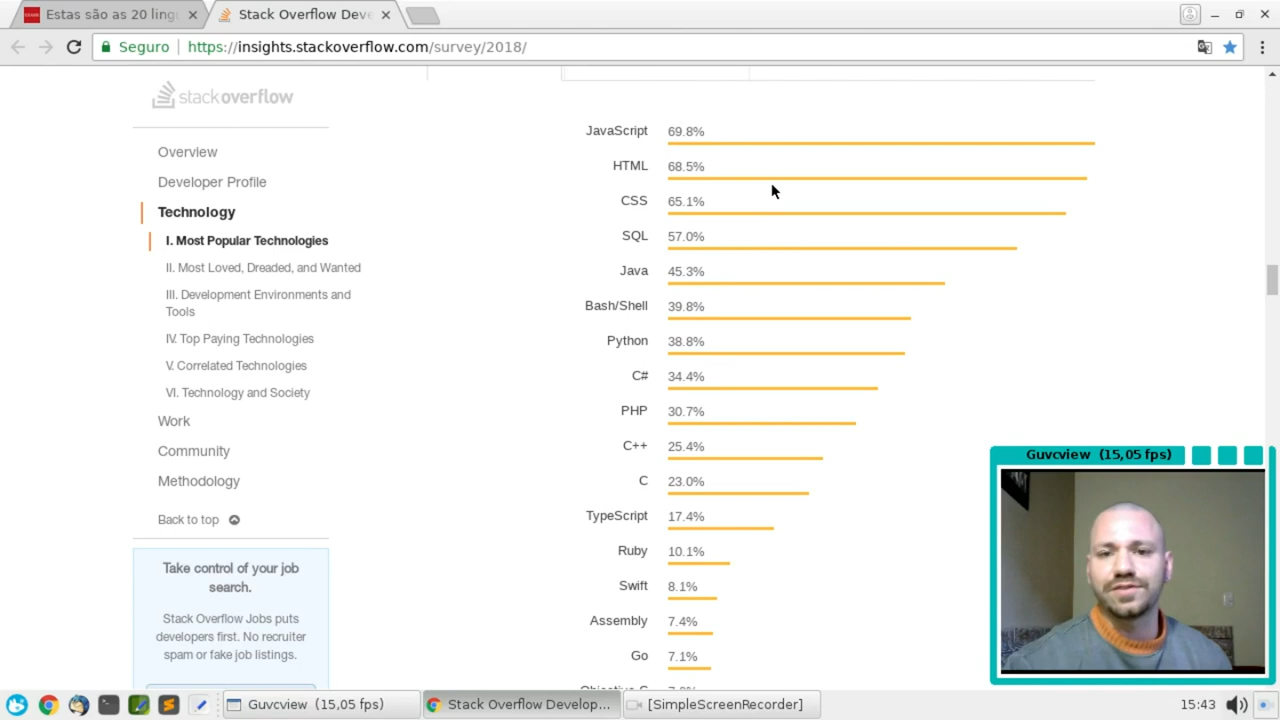 Estas são as 20 ling
Stack Overflow Deve
Seguro
https://insights.stackoverflow.com/survey/2018/
stackoverflow
Overview
Developer Profile
Technology
I. Most Popular Technologies
II. Most Loved, Dreaded, and Wanted
III. Development Environments and
Tools
IV. Top Paying Technologies
V. Correlated Technologies
VI. Technology and Society
Work
Community
Methodology
Back to top
Take control of your job
search.
Stack Overflow Jobs puts
developers first. No recruiter
spam or fake job listings.
JavaScript 69.8%
HTML 68.5%
CSS 65.1%
SQL 57.0%
Java 45.3%
Bash/Shell 39.8%
Python 38.8%
C# 34.4%
PHP 30.7%
C++ 25.4%
C 23.0%
TypeScript 17.4%
Ruby 10.1%
Swift 8.1%
Assembly 7.4%
Go 7.1%
Guvcview (15,05 fps)
Guvcview (15,05 fps)
Stack Overflow Develop...
[SimpleScreenRecorder]
15:43